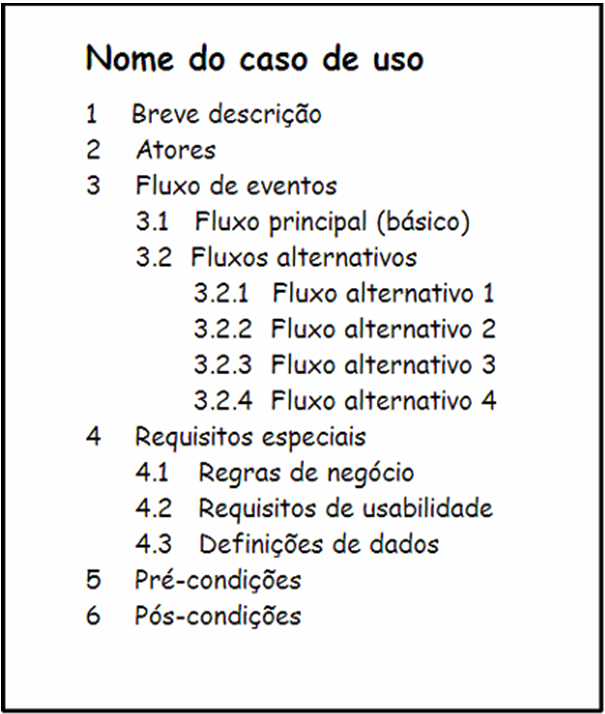 Nome do caso de uso
1 Breve descrição
2 Atores
3 Fluxo de eventos
3.1 Fluxo principal (básico)
3.2 Fluxos alternativos
3.2.1 Fluxo alternativo 1
3.2.2 Fluxo alternativo 2
3.2.3 Fluxo alternativo 3
3.2.4 Fluxo alternativo 4
4 Requisitos especiais
4.1 Regras de negócio
4.2 Requisitos de usabilidade
4.3 Definições de dados
5 Pré-condições
6 Pós-condições